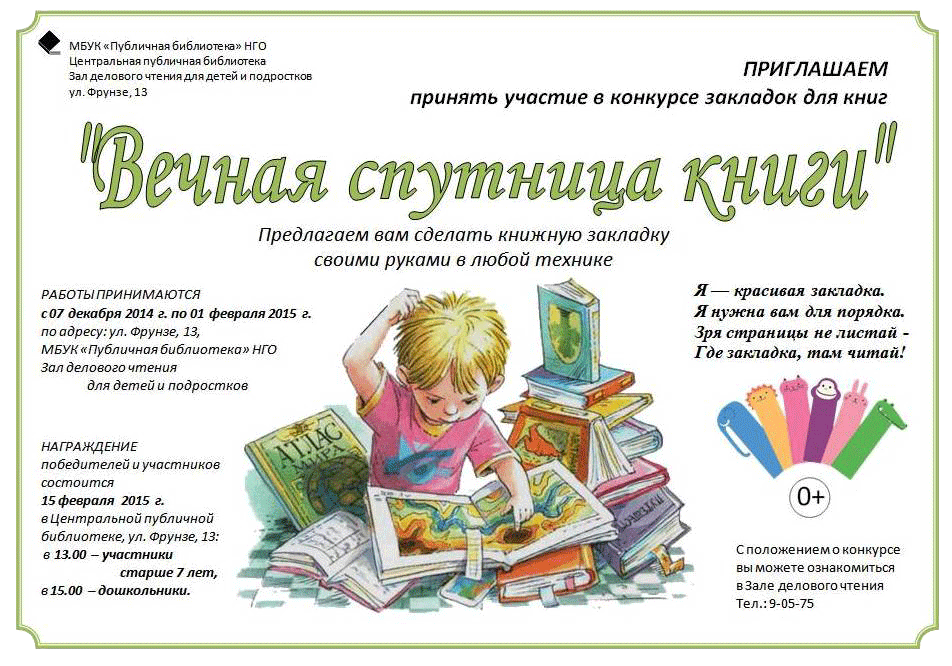 МБУК «Публичная библиотека» НГО
Центральная публичная библиотека
Зал делового чтения для детей и подростков
ул. Фрунзе, 13
ПРИГЛАШАЕМ
принять участие в конкурсе закладок для книг
"Вечная спутница книги"
Предлагаем вам сделать книжную закладку
своими руками в любой технике
РАБОТЫ ПРИНИМАЮТСЯ
с 07 декабря 2014 г. по 01 февраля 2015 г.
по адресу: ул. Фрунзе, 13,
МБУК «Публичная библиотека» НГО
Зал делового чтения
для детей и подростков
НАГРАЖДЕНИЕ
победителей и участников
состоится
15 февраля 2015 г.
в Центральной публичной
библиотеке, ул. Фрунзе, 13:
в 13.00 – участники
старше 7 лет,
в 15.00 – дошкольники.
АТЛАС
МИРА
Я — красивая закладка.
Я нужна вам для порядка.
Зря страницы не листай -
Где закладка, там читай!
0+
С положением о конкурсе
вы можете ознакомиться
в Зале делового чтения
Тел.: 9-05-75